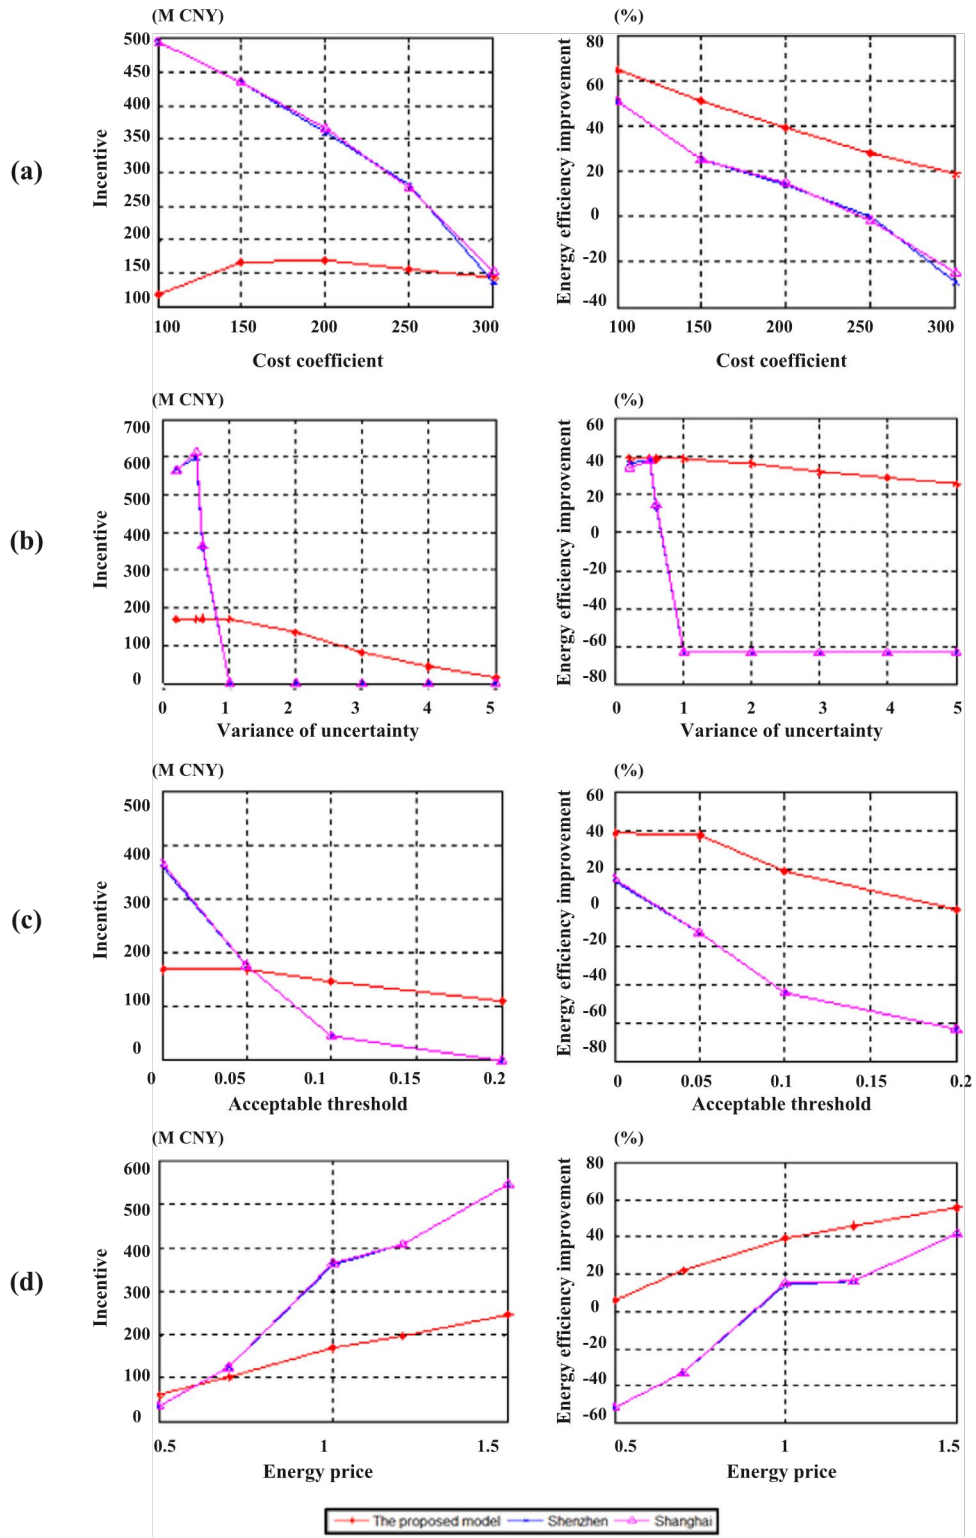 (M CNY)
(%)
(a)
Incentive
500
450
400
350
300
250
200
150
100
100 150 200 250 300
Cost coefficient
Energy efficiency improvement
80
60
40
20
0
-20
-40
100 150 200 250 300
Cost coefficient
(M CNY)
(%)
(b)
Incentive
700
600
500
400
300
200
100
0
0 1 2 3 4 5
Variance of uncertainty
Energy efficiency improvement
60
40
20
0
-20
-40
-60
-80
0 1 2 3 4 5
Variance of uncertainty
(M CNY)
(%)
(c)
Incentive
500
400
300
200
100
0
0 0.05 0.1 0.15 0.2
Acceptable threshold
Energy efficiency improvement
60
40
20
0
-20
-40
-60
-80
0 0.05 0.1 0.15 0.2
Acceptable threshold
(M CNY)
(%)
(d)
Incentive
600
500
400
300
200
100
0
0.5 1 1.5
Energy price
Energy efficiency improvement
80
60
40
20
0
-20
-40
-60
0.5 1 1.5
Energy price
The proposed model Shenzhen Shanghai